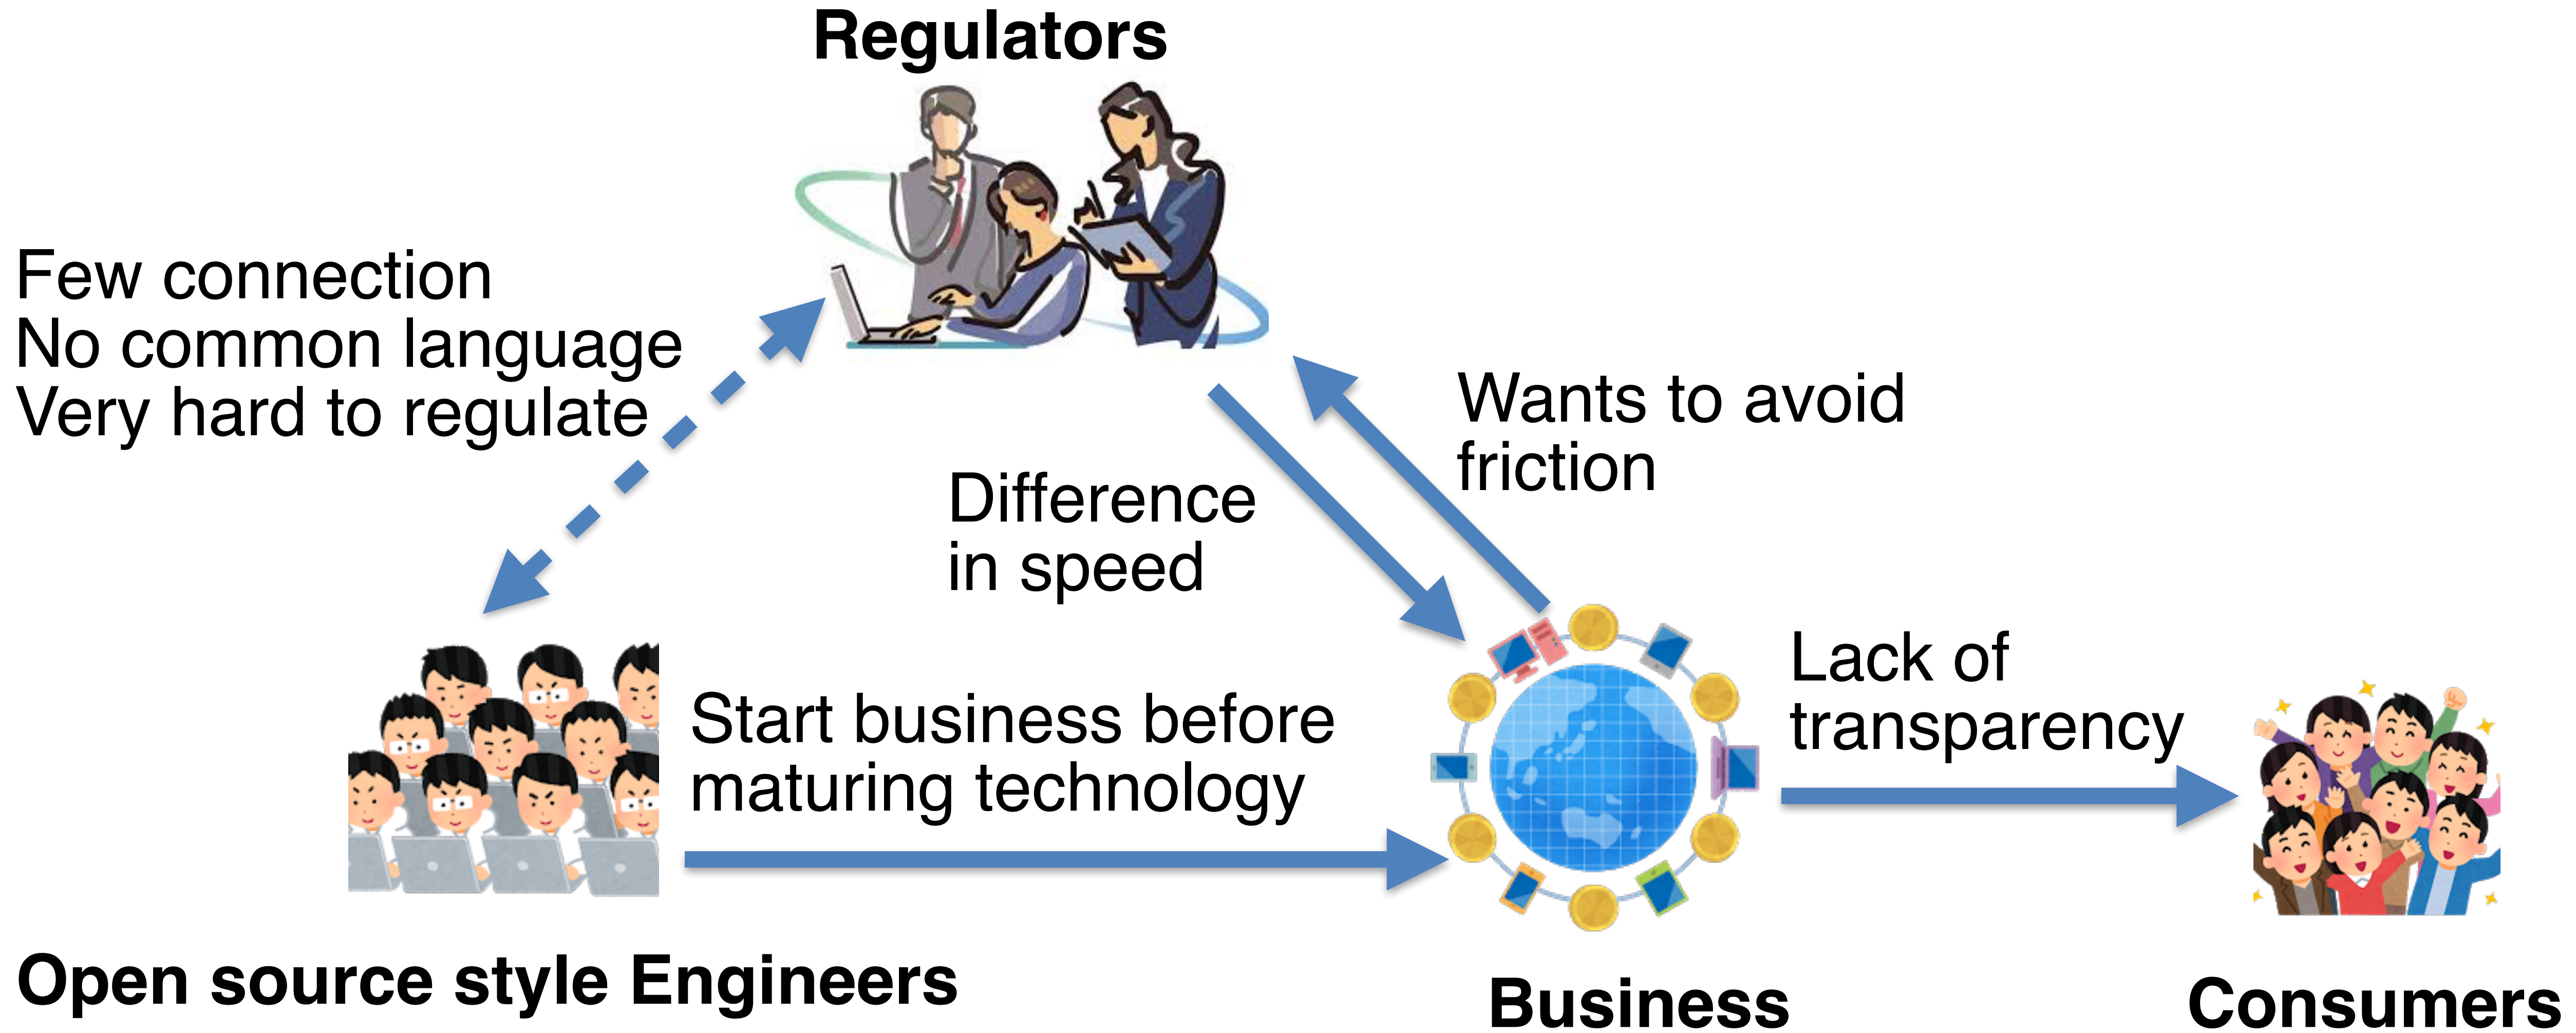 Regulators
Few connection
No common language
Very hard to regulate
Wants to avoid
friction
Difference
in speed
Lack of
transparency
Start business before
maturing technology
Open source style Engineers
Business
Consumers